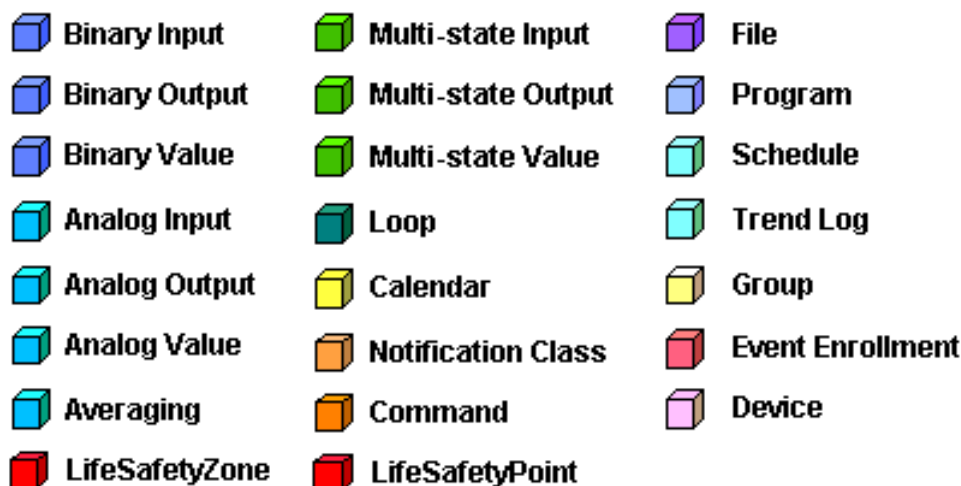 Binary Input
Multi-state Input
File
Binary Output
Multi-state Output
Program
Binary Value
Multi-state Value
Schedule
Analog Input
Loop
Trend Log
Analog Output
Calendar
Group
Analog Value
Notification Class
Event Enrollment
Averaging
Command
Device
LifeSafetyZone
LifeSafetyPoint